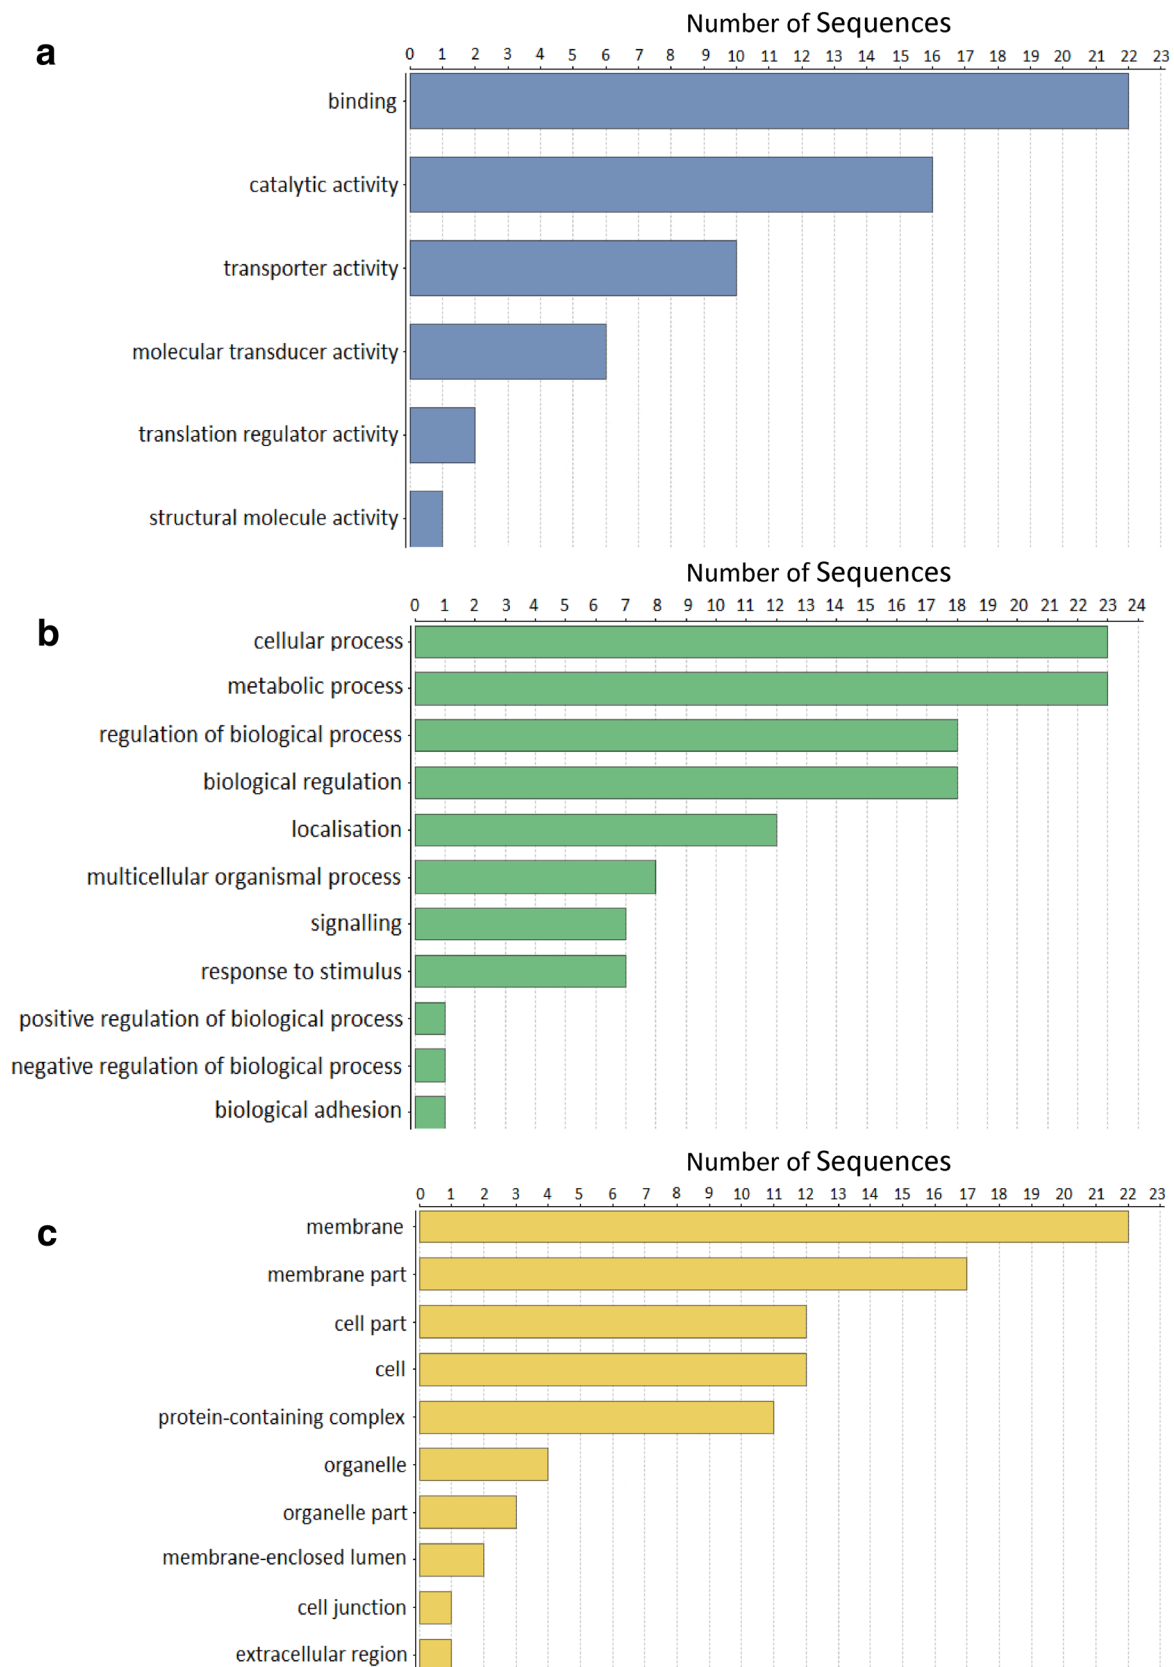 a
Number of Sequences
0 1 2 3 4 5 6 7 8 9 10 11 12 13 14 15 16 17 18 19 20 21 22 23
binding
catalytic activity
transporter activity
molecular transducer activity
translation regulator activity
structural molecule activity
b
Number of Sequences
0 1 2 3 4 5 6 7 8 9 10 11 12 13 14 15 16 17 18 19 20 21 22 23 24
cellular process
metabolic process
regulation of biological process
biological regulation
localisation
multicellular organismal process
signalling
response to stimulus
positive regulation of biological process
negative regulation of biological process
biological adhesion
c
Number of Sequences
0 1 2 3 4 5 6 7 8 9 10 11 12 13 14 15 16 17 18 19 20 21 22 23
membrane
membrane part
cell part
cell
protein-containing complex
organelle
organelle part
membrane-enclosed lumen
cell junction
extracellular region